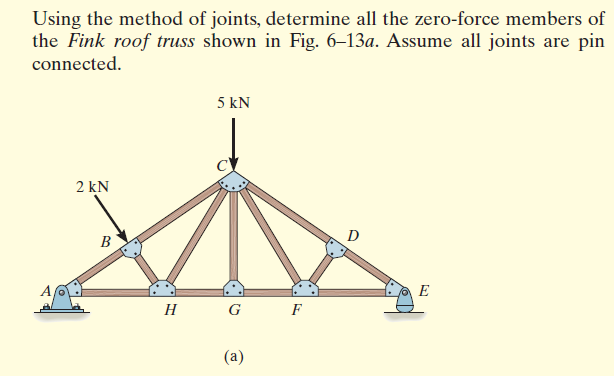 Using the method of joints, determine all the zero-force members of
the Fink roof truss shown in Fig. 6–13a. Assume all joints are pin
connected.
5 kN
C
2 kN
B
D
A
E
H G F
(a)